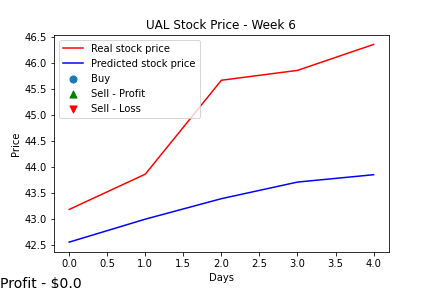 UAL Stock Price - Week 6
46.5
46.0
45.5
45.0
44.5
44.0
43.5
43.0
42.5
Price
Real stock price
Predicted stock price
Buy
Sell - Profit
Sell - Loss
0.0 0.5 1.0 1.5 2.0 2.5 3.0 3.5 4.0
Days
Profit - $0.0